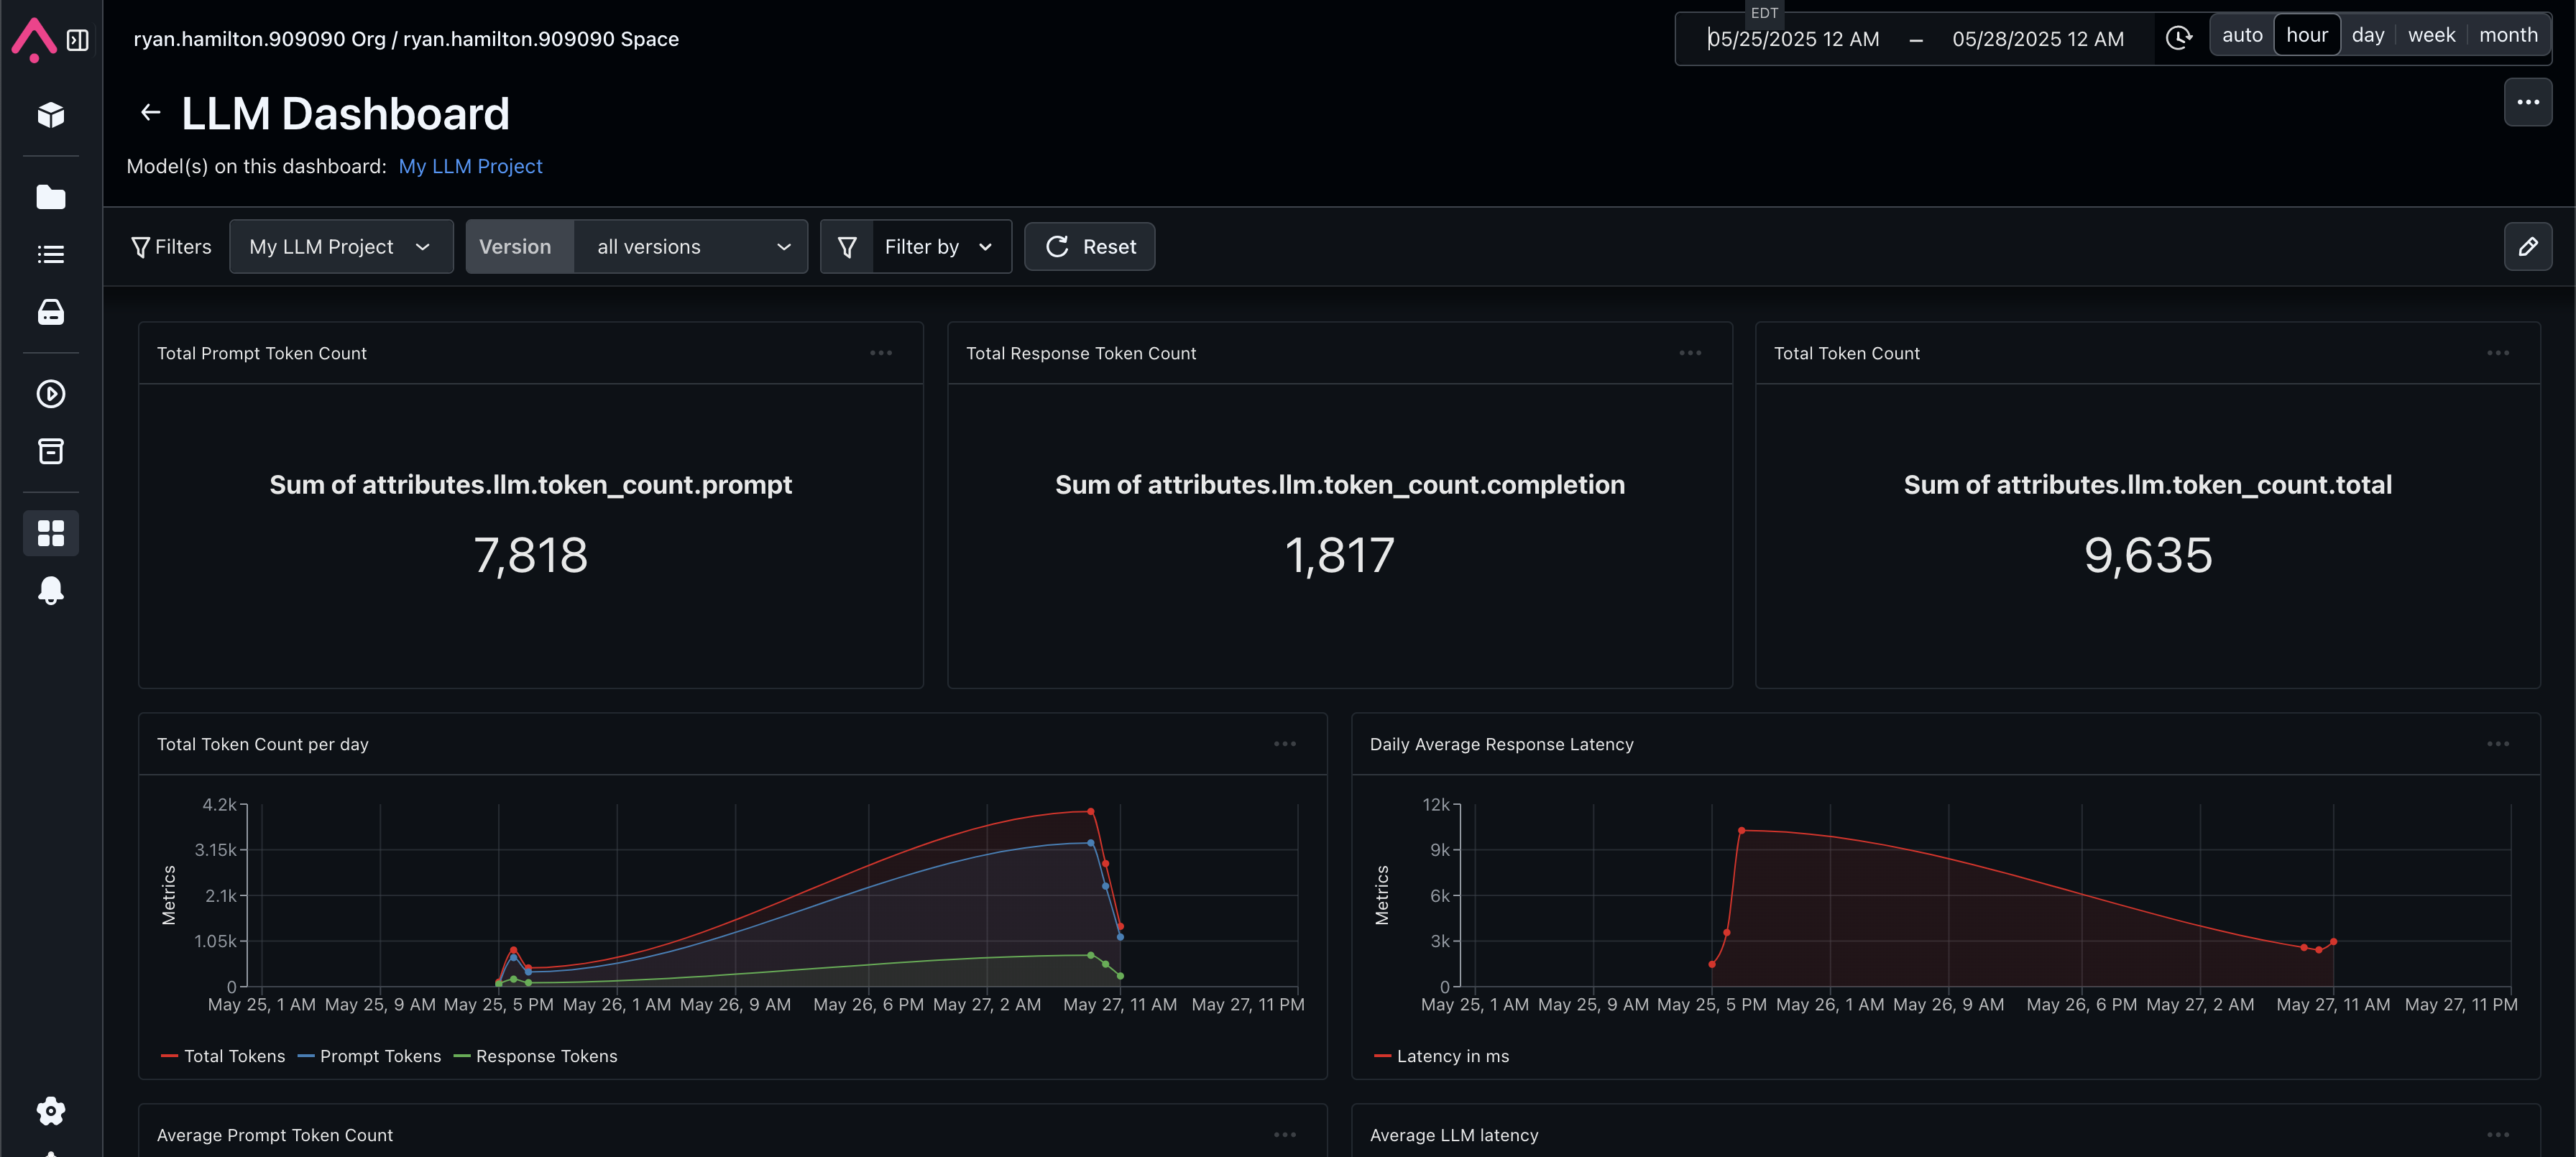 EDT
ryan.hamilton.909090 Org / ryan.hamilton.909090 Space
05/25/2025 12 AM – 05/28/2025 12 AM
auto hour day week month
LLM Dashboard
Model(s) on this dashboard: My LLM Project
Filters My LLM Project Version all versions Filter by Reset
Total Prompt Token Count
Sum of attributes.llm.token_count.prompt
7,818
Total Response Token Count
Sum of attributes.llm.token_count.completion
1,817
Total Token Count
Sum of attributes.llm.token_count.total
9,635
Total Token Count per day
Metrics
4.2k
3.15k
2.1k
1.05k
0
May 25, 1 AM May 25, 9 AM May 25, 5 PM May 26, 1 AM May 26, 9 AM May 26, 6 PM May 27, 2 AM May 27, 11 AM May 27, 11 PM
Total Tokens Prompt Tokens Response Tokens
Daily Average Response Latency
Metrics
12k
9k
6k
3k
0
May 25, 1 AM May 25, 9 AM May 25, 5 PM May 26, 1 AM May 26, 9 AM May 26, 6 PM May 27, 2 AM May 27, 11 AM May 27, 11 PM
Latency in ms
Average Prompt Token Count
Average LLM latency